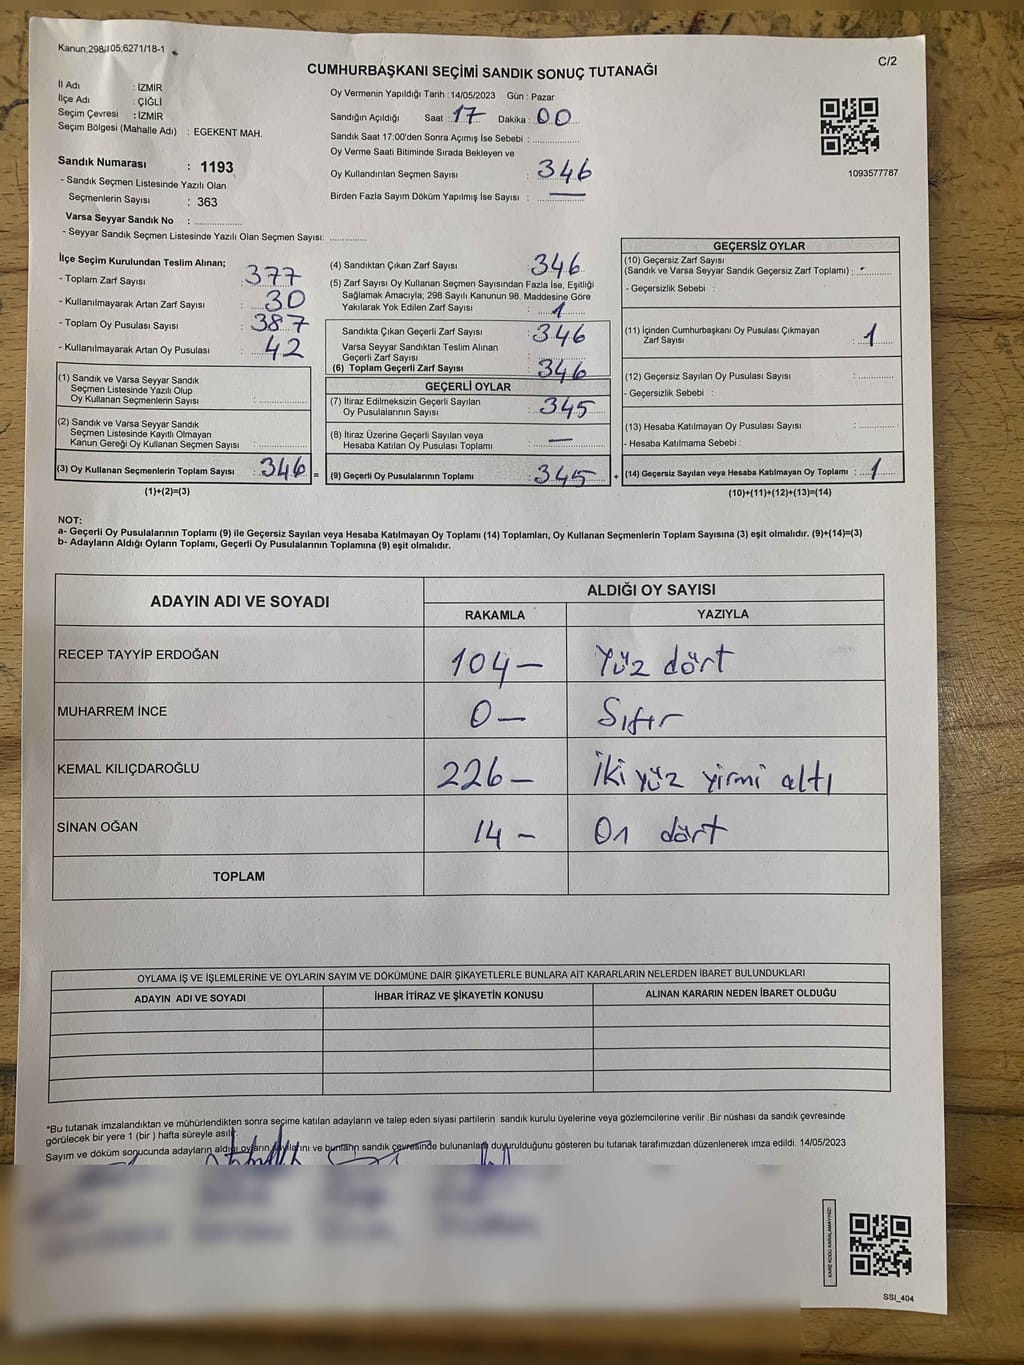 Kanun;298/105;6271/18-1
C/2
CUMHURBAŞKANI SEÇİMİ SANDIK SONUÇ TUTANAĞI
İl Adı : İZMİR
İlçe Adı : ÇİĞLİ
Seçim Çevresi : İZMİR
Seçim Bölgesi (Mahalle Adı) : EGEKENT MAH.
Sandık Numarası : 1193
- Sandık Seçmen Listesinde Yazılı Olan
Seçmenlerin Sayısı : 363
Varsa Seyyar Sandık No :
- Seyyar Sandık Seçmen Listesinde Yazılı Olan Seçmen Sayısı:
Oy Vermenin Yapıldığı Tarih : 14/05/2023 Gün : Pazar
Sandığın Açıldığı Saat : 17 Dakika : 00
Sandık Saat 17:00'den Sonra Açımış İse Sebebi :
Oy Verme Saati Bitiminde Sırada Bekleyen ve
Oy Kullandırılan Seçmen Sayısı : 346
Birden Fazla Sayım Döküm Yapılmış İse Sayısı : —
1093577787
İlçe Seçim Kurulundan Teslim Alınan;
- Toplam Zarf Sayısı : 377
- Kullanılmayarak Artan Zarf Sayısı : 30
- Toplam Oy Pusulası Sayısı : 387
- Kullanılmayarak Artan Oy Pusulası : 42
(1) Sandık ve Varsa Seyyar Sandık
Seçmen Listesinde Yazılı Olup
Oy Kullanan Seçmenlerin Sayısı :
(2) Sandık ve Varsa Seyyar Sandık
Seçmen Listesinde Kayıtlı Olmayan
Kanun Gereği Oy Kullanan Seçmen Sayısı :
(3) Oy Kullanan Seçmenlerin Toplam Sayısı : 346 =
(1)+(2)=(3)
(4) Sandıktan Çıkan Zarf Sayısı : 346
(5) Zarf Sayısı Oy Kullanan Seçmen Sayısından Fazla İse, Eşitliği
Sağlamak Amacıyla; 298 Sayılı Kanunun 98. Maddesine Göre
Yakılarak Yok Edilen Zarf Sayısı : 1
Sandıkta Çıkan Geçerli Zarf Sayısı : 346
Varsa Seyyar Sandıktan Teslim Alınan
Geçerli Zarf Sayısı :
(6) Toplam Geçerli Zarf Sayısı : 346
GEÇERLİ OYLAR
(7) İtiraz Edilmeksizin Geçerli Sayılan
Oy Pusulalarının Sayısı : 345
(8) İtiraz Üzerine Geçerli Sayılan veya
Hesaba Katılan Oy Pusulası Toplamı : —
(9) Geçerli Oy Pusulalarının Toplamı : 345 +
GEÇERSİZ OYLAR
(10) Geçersiz Zarf Sayısı
(Sandık ve Varsa Seyyar Sandık Geçersiz Zarf Toplamı) :
- Geçersizlik Sebebi :
(11) İçinden Cumhurbaşkanı Oy Pusulası Çıkmayan
Zarf Sayısı : 1
(12) Geçersiz Sayılan Oy Pusulası Sayısı :
- Geçersizlik Sebebi :
(13) Hesaba Katılmayan Oy Pusulası Sayısı :
- Hesaba Katılmama Sebebi :
(14) Geçersiz Sayılan veya Hesaba Katılmayan Oy Toplamı : 1
(10)+(11)+(12)+(13)=(14)
NOT:
a- Geçerli Oy Pusulalarının Toplamı (9) ile Geçersiz Sayılan veya Hesaba Katılmayan Oy Toplamı (14) Toplamları, Oy Kullanan Seçmenlerin Toplam Sayısına (3) eşit olmalıdır. (9)+(14)=(3)
b- Adayların Aldığı Oyların Toplamı, Geçerli Oy Pusulalarının Toplamına (9) eşit olmalıdır.
ADAYIN ADI VE SOYADI
ALDIĞI OY SAYISI
RAKAMLA YAZIYLA
RECEP TAYYİP ERDOĞAN 104- Yüz dört
MUHARREM İNCE 0- Sıfır
KEMAL KILIÇDAROĞLU 226- İki yüz yirmi altı
SİNAN OĞAN 14- On dört
TOPLAM
OYLAMA İŞ VE İŞLEMLERİNE VE OYLARIN SAYIM VE DÖKÜMÜNE DAİR ŞİKAYETLERLE BUNLARA AİT KARARLARIN NELERDEN İBARET BULUNDUKLARI
ADAYIN ADI VE SOYADI İHBAR İTİRAZ VE ŞİKAYETİN KONUSU ALINAN KARARIN NEDEN İBARET OLDUĞU
*Bu tutanak imzalandıktan ve mühürlendikten sonra seçime katılan adayların ve talep eden siyasi partilerin sandık kurulu üyelerine veya gözlemcilerine verilir .Bir nüshası da sandık çevresinde
görülecek bir yere 1 (bir ) hafta süreyle asılır.
Sayım ve döküm sonucunda adayların aldığı oyların sayılarını ve bunların sandık çevresinde bulunanlara duyurulduğunu gösteren bu tutanak tarafımızdan düzenlenerek imza edildi. 14/05/2023
KARE KODU KARALAMAYINIZ!
SSI_404